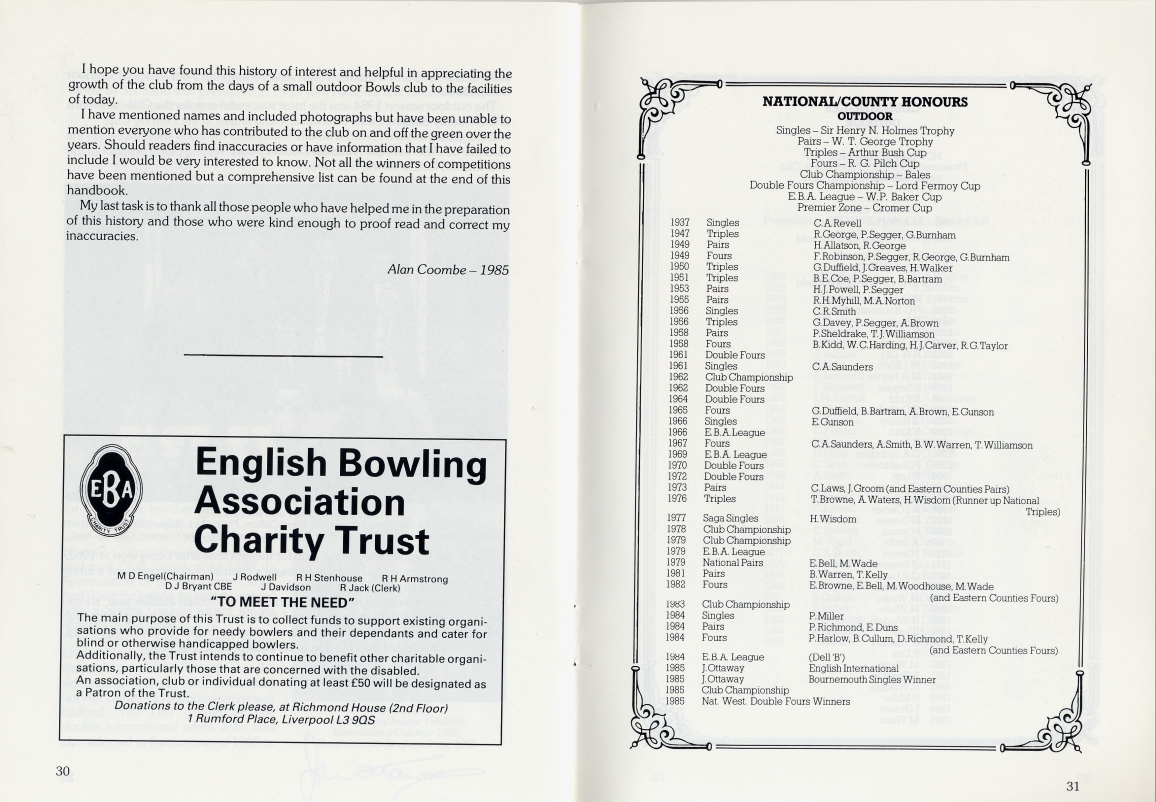 I hope you have found this history of interest and helpful in appreciating the
growth of the club from the days of a small outdoor Bowls club to the facilities
of today.
I have mentioned names and included photographs but have been unable to
mention everyone who has contributed to the club on and off the green over the
years. Should readers find inaccuracies or have information that I have failed to
include I would be very interested to know. Not all the winners of competitions
have been mentioned but a comprehensive list can be found at the end of this
handbook.
My last task is to thank all those people who have helped me in the preparation
of this history and those who were kind enough to proof read and correct my
inaccuracies.
Alan Coombe – 1985
EBA
CHARITY TRUST
English Bowling
Association
Charity Trust
M D Engel(Chairman) J Rodwell R H Stenhouse R H Armstrong
D J Bryant CBE J Davidson R Jack (Clerk)
"TO MEET THE NEED"
The main purpose of this Trust is to collect funds to support existing organi-
sations who provide for needy bowlers and their dependants and cater for
blind or otherwise handicapped bowlers.
Additionally, the Trust intends to continue to benefit other charitable organi-
sations, particularly those that are concerned with the disabled.
An association, club or individual donating at least £50 will be designated as
a Patron of the Trust.
Donations to the Clerk please, at Richmond House (2nd Floor)
1 Rumford Place, Liverpool L3 9QS
30
NATIONAL/COUNTY HONOURS
OUTDOOR
Singles – Sir Henry N. Holmes Trophy
Pairs – W. T. George Trophy
Triples – Arthur Bush Cup
Fours – R. G. Pilch Cup
Club Championship – Bales
Double Fours Championship – Lord Fermoy Cup
E.B.A. League – W.P. Baker Cup
Premier Zone – Cromer Cup
1937 Singles C.A.Revell
1947 Triples R.George, P.Segger, G.Burnham
1949 Pairs H.Allatson, R.George
1949 Fours F.Robinson, P.Segger, R.George, G.Burnham
1950 Triples G.Duffield, J.Greaves, H.Walker
1951 Triples B.E.Coe, P.Segger, B.Bartram
1953 Pairs H.J.Powell, P.Segger
1955 Pairs R.H.Myhill, M.A.Norton
1956 Singles C.R.Smith
1956 Triples G.Davey, P.Segger, A.Brown
1958 Pairs P.Sheldrake, T.J.Williamson
1958 Fours B.Kidd, W.C.Harding, H.J.Carver, R.G.Taylor
1961 Double Fours
1961 Singles C.A.Saunders
1962 Club Championship
1962 Double Fours
1964 Double Fours
1965 Fours G.Duffield, B.Bartram, A.Brown, E.Gunson
1966 Singles E.Gunson
1966 E.B.A. League
1967 Fours C.A.Saunders, A.Smith, B.W.Warren, T.Williamson
1969 E.B.A. League
1970 Double Fours
1972 Double Fours
1973 Pairs C.Laws, J.Groom (and Eastern Counties Pairs)
1976 Triples T.Browne, A.Waters, H.Wisdom (Runner up National
Triples)
1977 Saga Singles H.Wisdom
1978 Club Championship
1979 Club Championship
1979 E.B.A. League
1979 National Pairs E.Bell, M.Wade
1981 Pairs B.Warren, T.Kelly
1982 Fours E.Browne, E.Bell, M.Woodhouse, M.Wade
(and Eastern Counties Fours)
1983 Club Championship
1984 Singles P.Miller
1984 Pairs P.Richmond, E.Duns
1984 Fours P.Harlow, B.Cullum, D.Richmond, T.Kelly
(and Eastern Counties Fours)
1984 E.B.A. League (Dell 'B')
1985 J.Ottaway English International
1985 J.Ottaway Bournemouth Singles Winner
1985 Club Championship
1985 Nat. West. Double Fours Winners
31